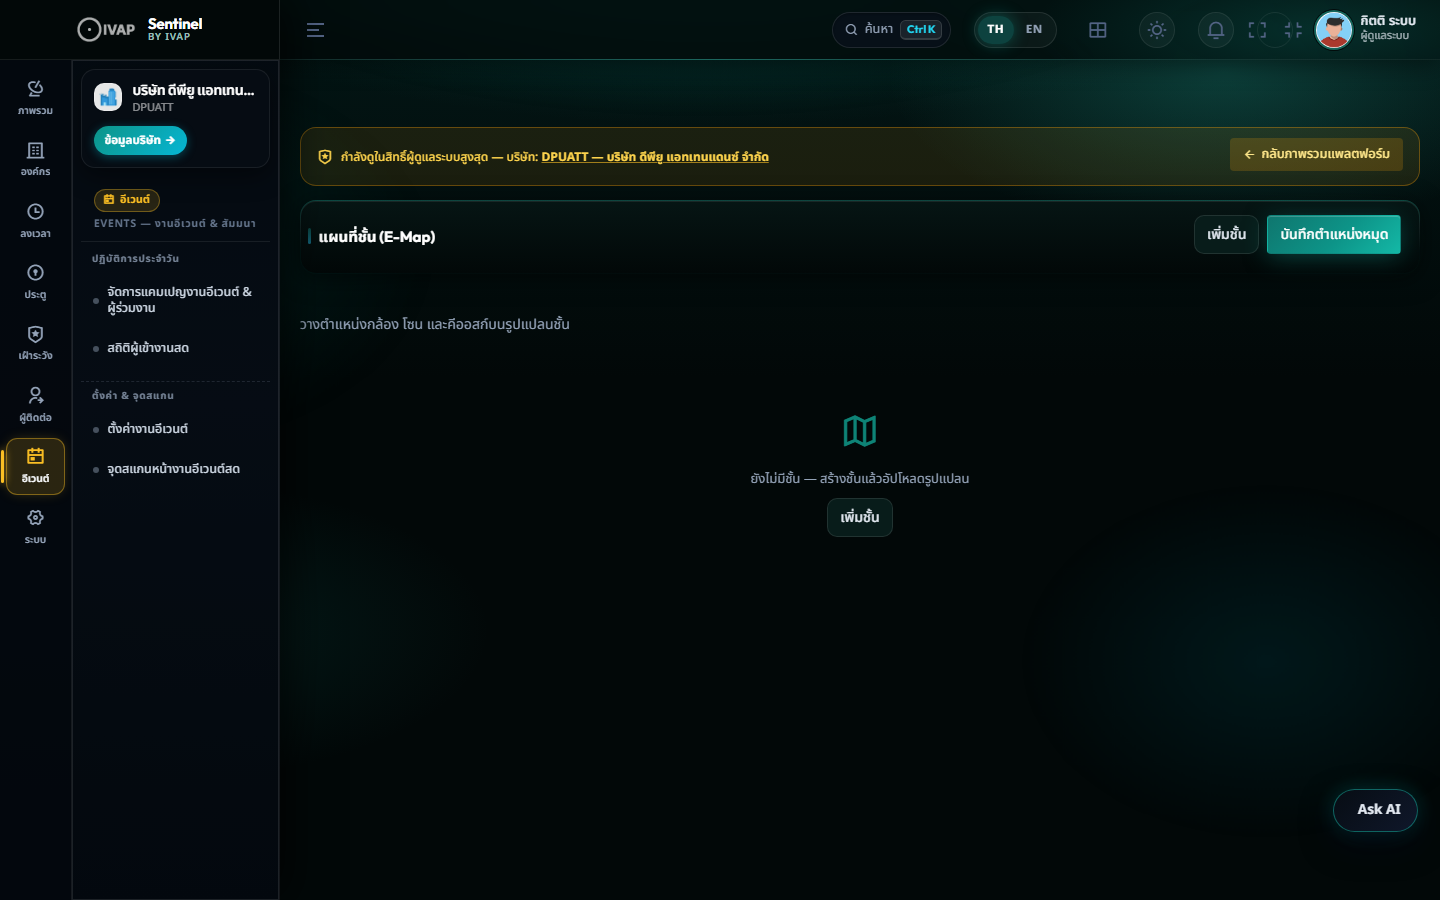 IVAP
Sentinel
BY IVAP
ค้นหา
Ctrl K
TH
EN
กิตติ ระบบ
ผู้ดูแลระบบ
ภาพรวม
องค์กร
ลงเวลา
ประตู
เฝ้าระวัง
ผู้ติดต่อ
อีเวนต์
ระบบ
บริษัท ดีพียู แอทเทน...
DPUATT
ข้อมูลบริษัท →
อีเวนต์
EVENTS — งานอีเวนต์ & สัมมนา
ปฏิบัติการประจำวัน
จัดการแคมเปญงานอีเวนต์ &
ผู้ร่วมงาน
สถิติผู้เข้างานสด
ตั้งค่า & จุดสแกน
ตั้งค่างานอีเวนต์
จุดสแกนหน้างานอีเวนต์สด
กำลังดูในสิทธิ์ผู้ดูแลระบบสูงสุด — บริษัท: DPUATT — บริษัท ดีพียู แอทเทนแดนซ์ จำกัด
← กลับภาพรวมแพลตฟอร์ม
แผนที่ชั้น (E-Map)
เพิ่มชั้น
บันทึกตำแหน่งหมุด
วางตำแหน่งกล้อง โซน และคีออสก์บนรูปแปลนชั้น
ยังไม่มีชั้น — สร้างชั้นแล้วอัปโหลดรูปแปลน
เพิ่มชั้น
Ask AI